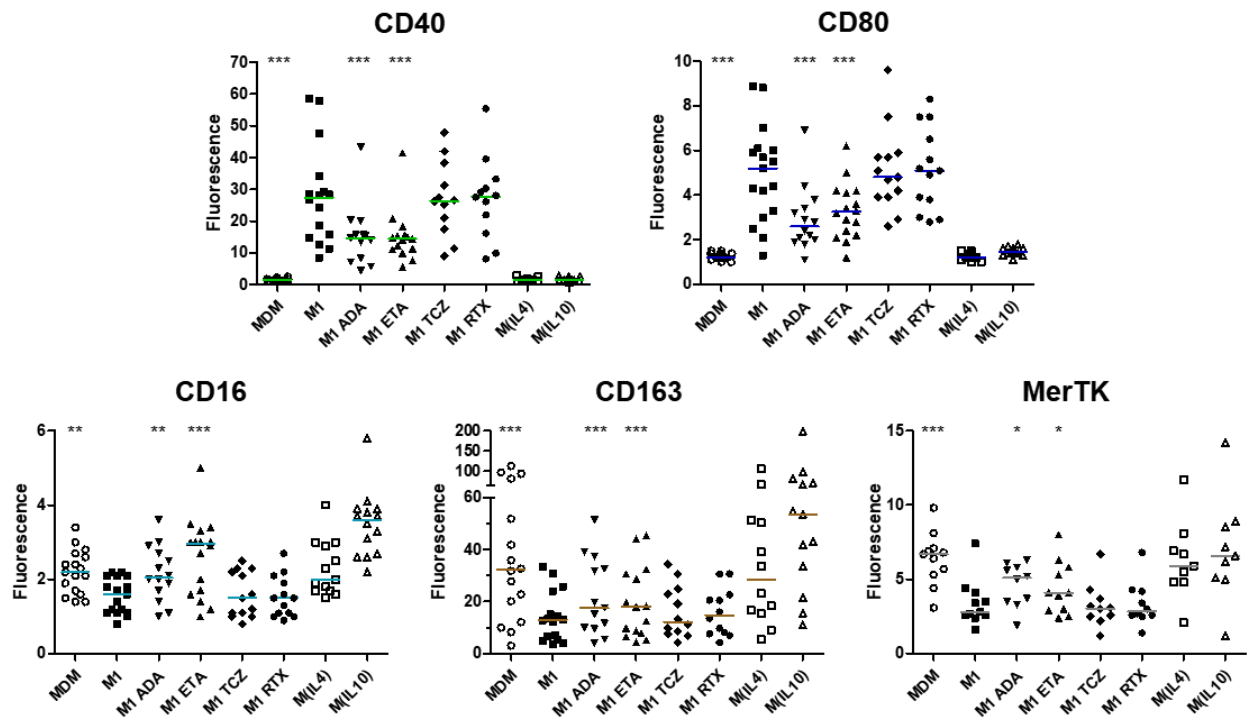 CD40
*** *** ***
Fluorescence
70
60
50
40
30
20
10
0
MDM
M1
M1 ADA
M1 ETA
M1 TCZ
M1 RTX
M(IL4)
M(IL10)
CD80
*** *** ***
Fluorescence
10
8
6
4
2
0
MDM
M1
M1 ADA
M1 ETA
M1 TCZ
M1 RTX
M(IL4)
M(IL10)
CD16
** ** ***
Fluorescence
6
4
2
0
MDM
M1
M1 ADA
M1 ETA
M1 TCZ
M1 RTX
M(IL4)
M(IL10)
CD163
*** *** ***
Fluorescence
200
150
100
60
40
20
0
MDM
M1
M1 ADA
M1 ETA
M1 TCZ
M1 RTX
M(IL4)
M(IL10)
MerTK
*** * *
Fluorescence
15
10
5
0
MDM
M1
M1 ADA
M1 ETA
M1 TCZ
M1 RTX
M(IL4)
M(IL10)